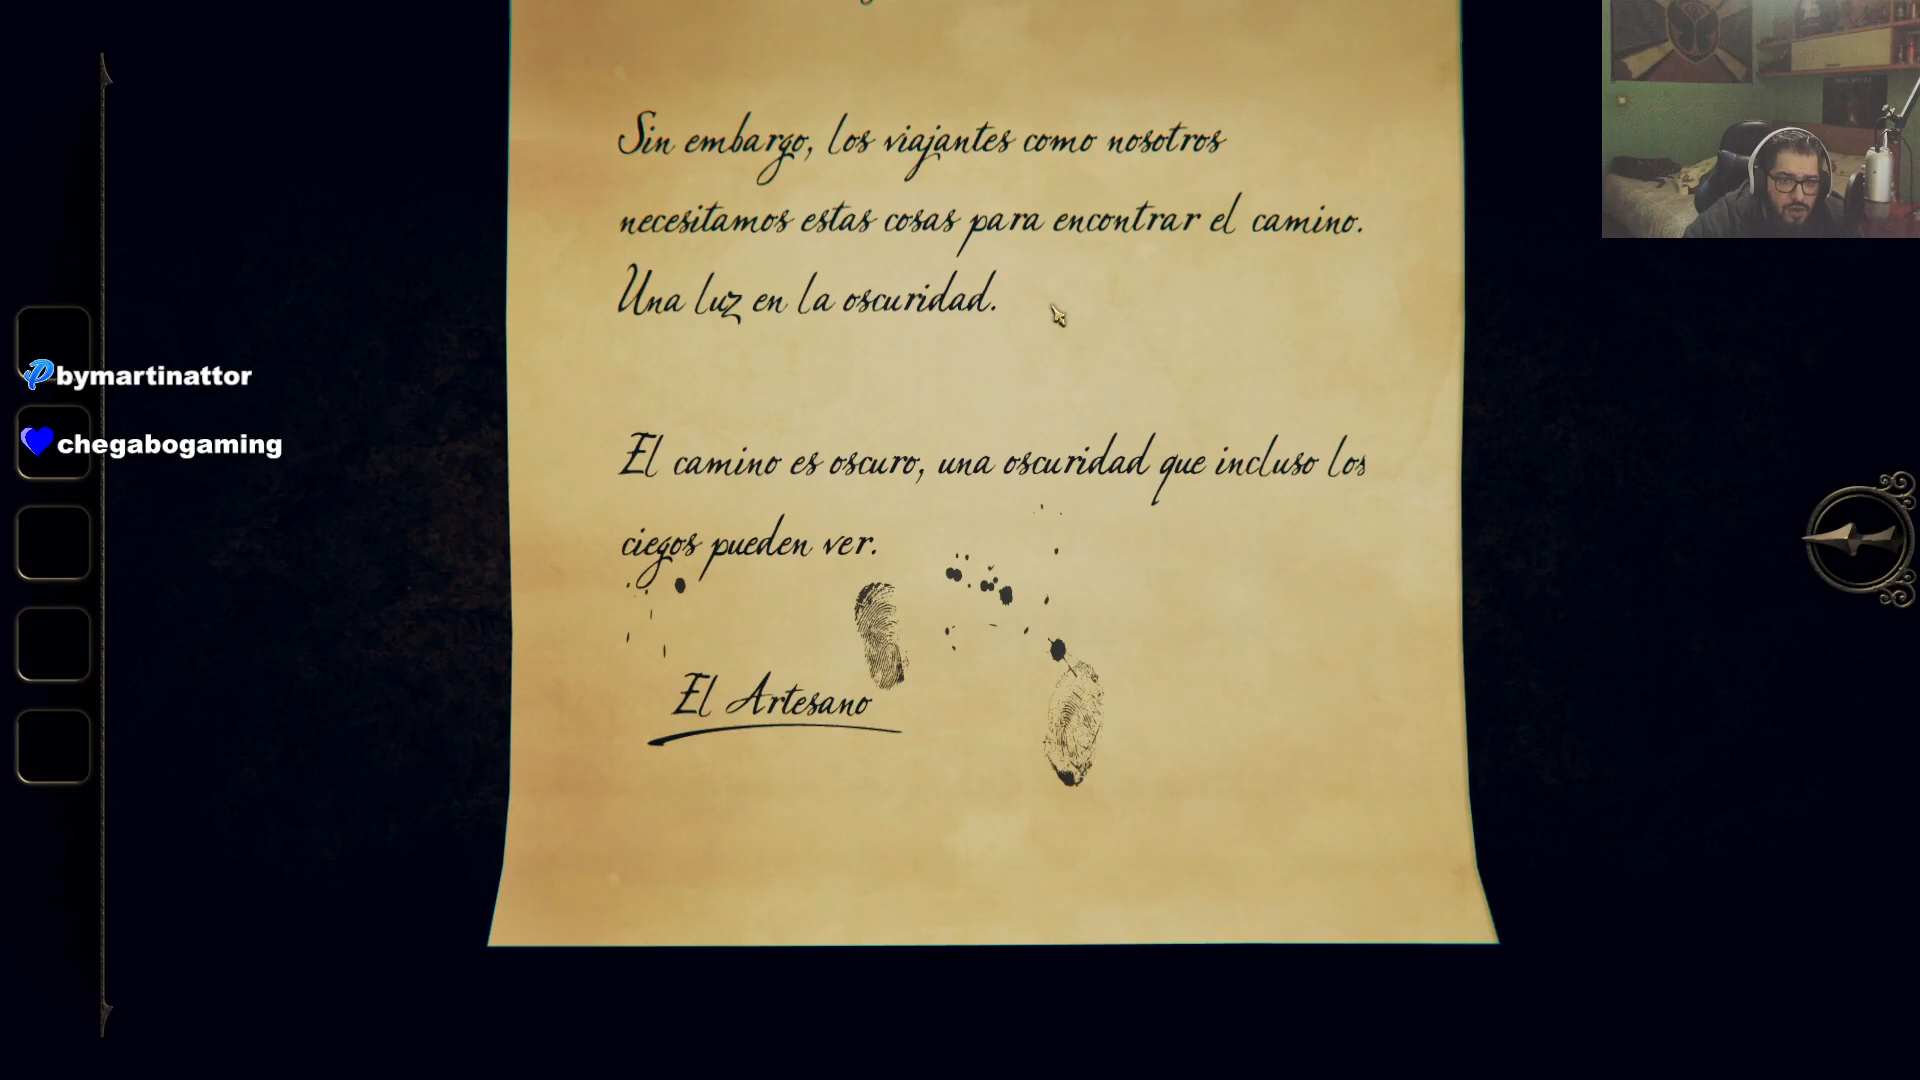 Sin embargo, los viajantes como nosotros
necesitamos estas cosas para encontrar el camino.
Una luz en la oscuridad.
El camino es oscuro, una oscuridad que incluso los
ciegos pueden ver.
El Artesano
bymartinattor
chegabogaming